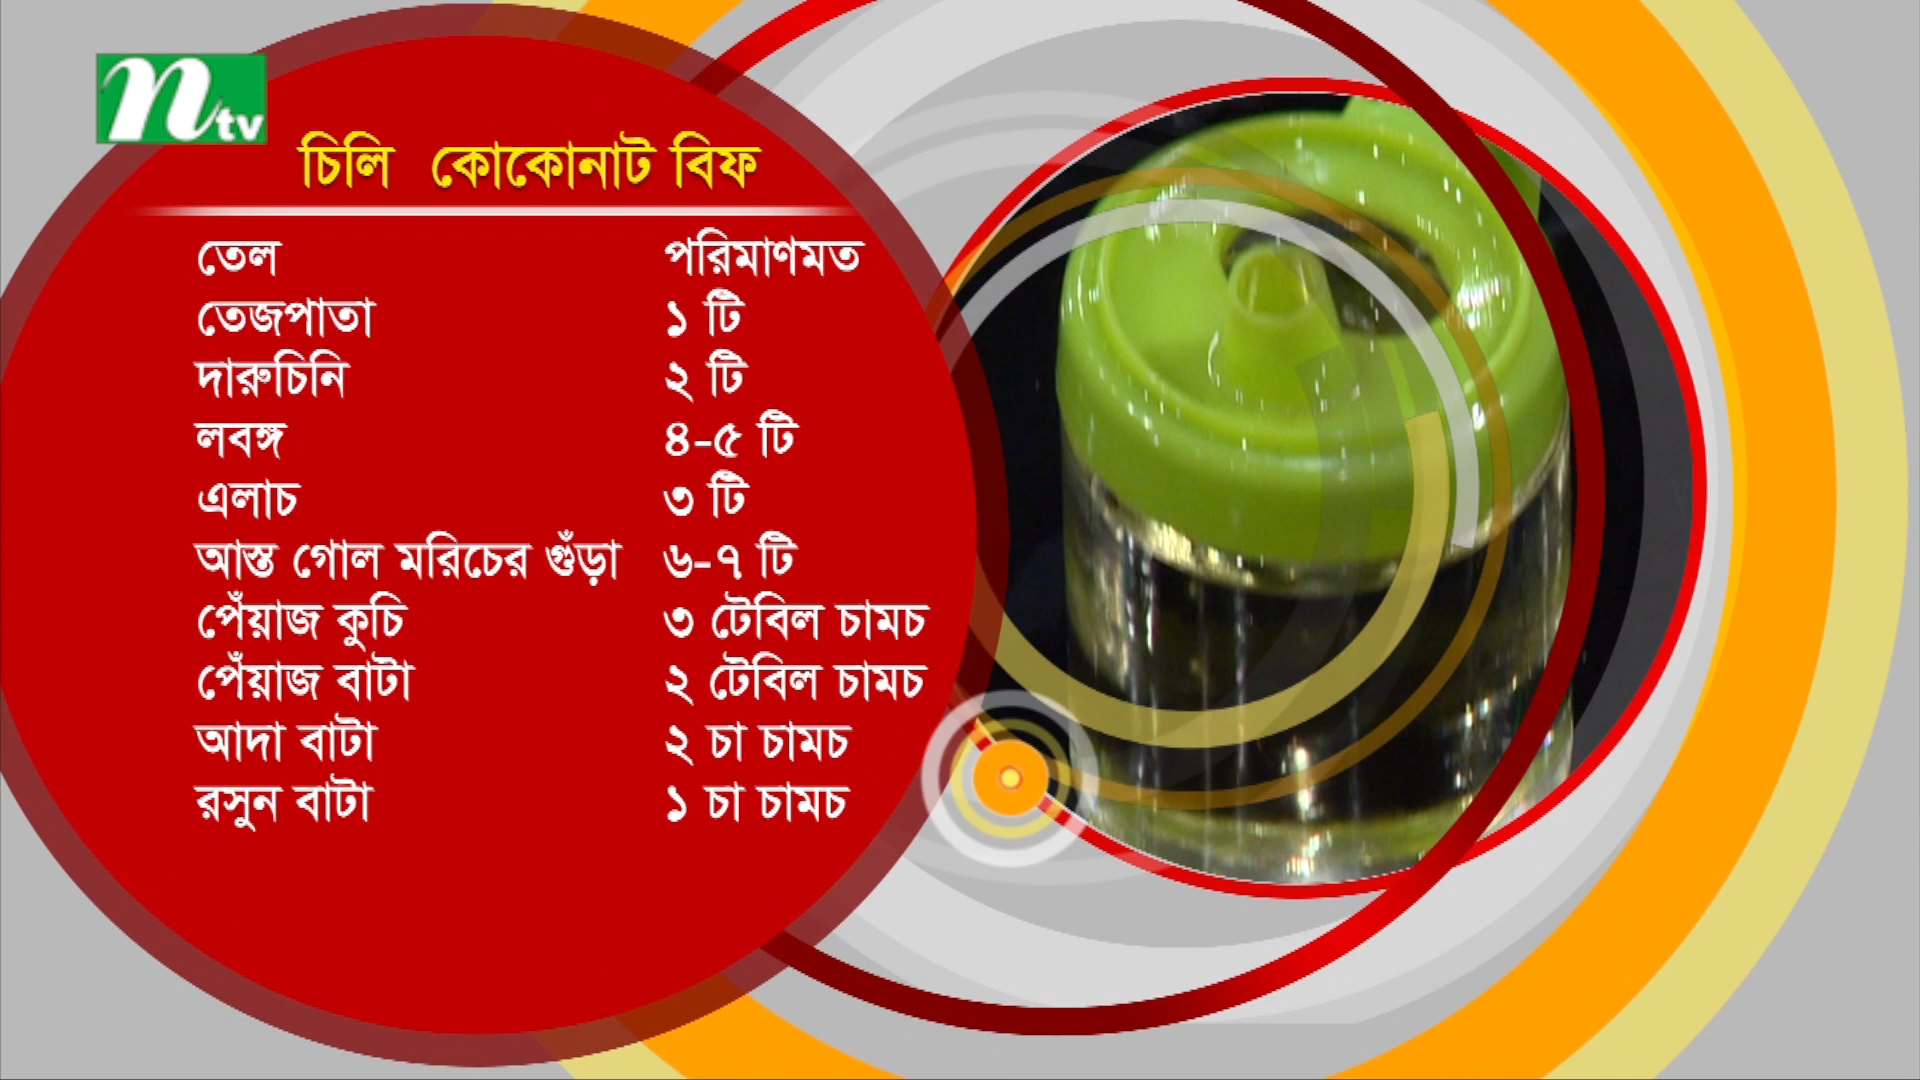 ntv
চিলি কোকোনাট বিফ
তেল পরিমাণমত
তেজপাতা ১ টি
দারুচিনি ২ টি
লবঙ্গ ৪-৫ টি
এলাচ ৩ টি
আস্ত গোল মরিচের গুঁড়া ৬-৭ টি
পেঁয়াজ কুচি ৩ টেবিল চামচ
পেঁয়াজ বাটা ২ টেবিল চামচ
আদা বাটা ২ চা চামচ
রসুন বাটা ১ চা চামচ